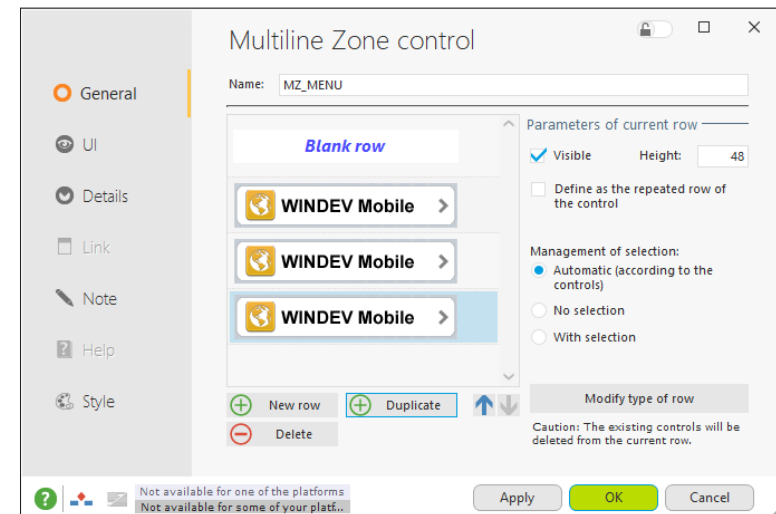 Multiline Zone control
General
UI
Details
Link
Note
Help
Style
Name: MZ_MENU
Blank row
WINDEV Mobile
WINDEV Mobile
WINDEV Mobile
New row
Duplicate
Delete
Parameters of current row
Visible
Height: 48
Define as the repeated row of
the control
Management of selection:
Automatic (according to the
controls)
No selection
With selection
Modify type of row
Caution: The existing controls will be
deleted from the current row.
Not available for one of the platforms
Not available for some of your platf...
Apply
OK
Cancel